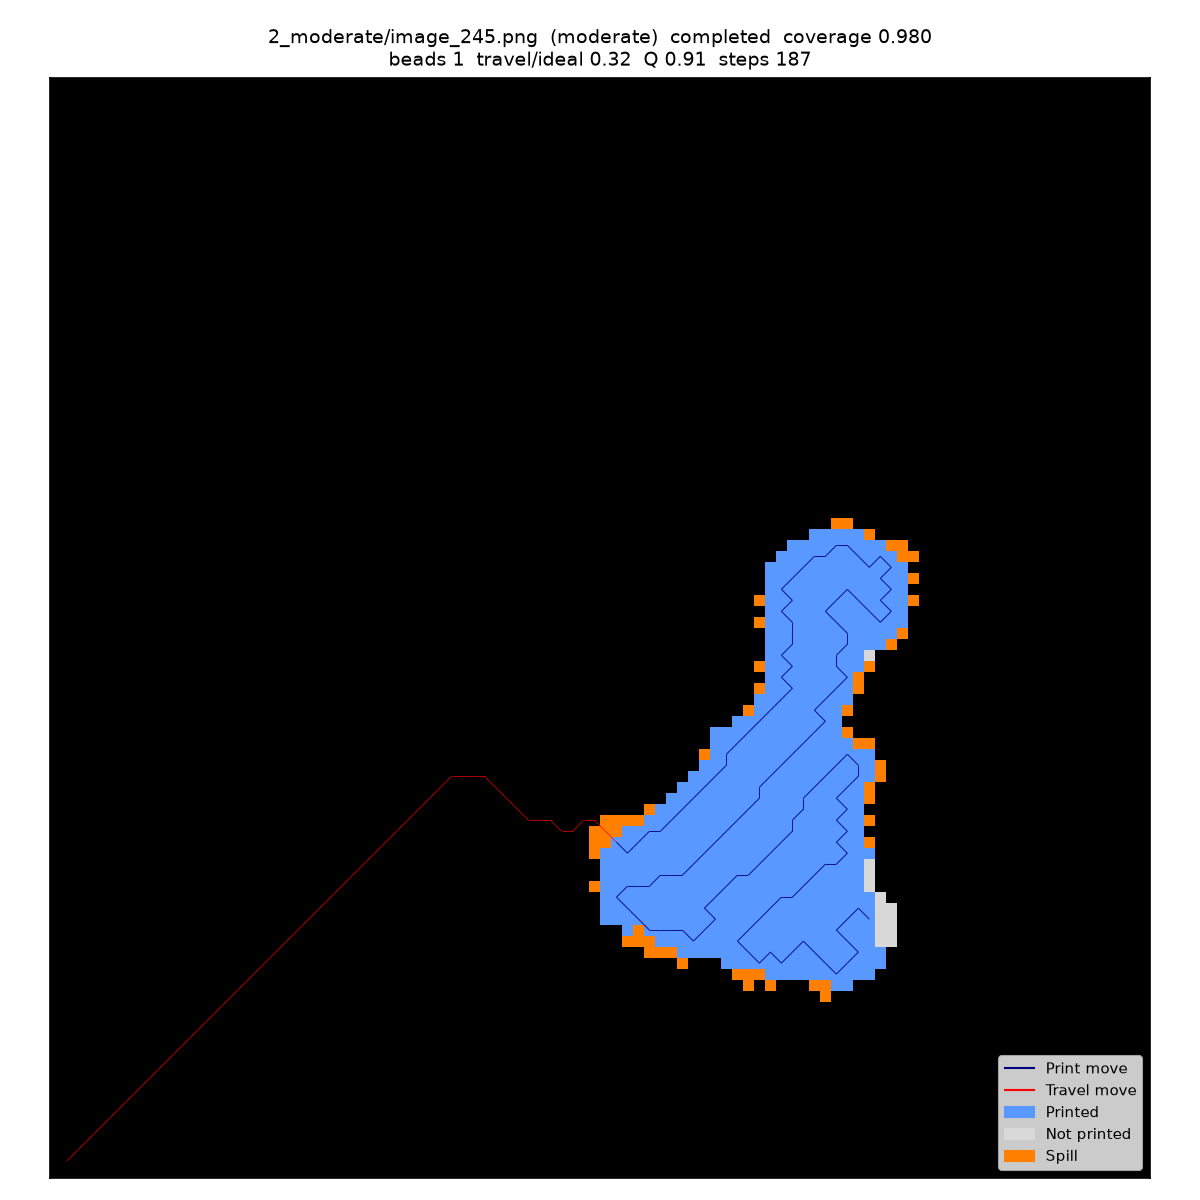 2_moderate/image_245.png  (moderate)  completed  coverage 0.980
beads 1  travel/ideal 0.32  Q 0.91  steps 187
Print move
Travel move
Printed
Not printed
Spill